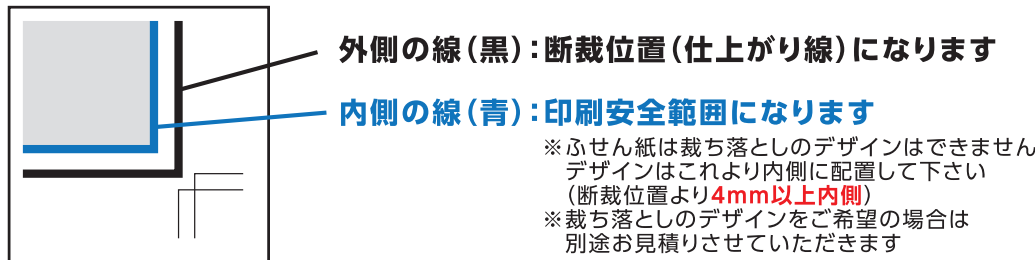 外側の線（黒）：断裁位置（仕上がり線）になります
内側の線（青）：印刷安全範囲になります
※ふせん紙は裁ち落としのデザインはできません
デザインはこれより内側に配置して下さい
（断裁位置より4mm以上内側）
※裁ち落としのデザインをご希望の場合は
別途お見積りさせていただきます